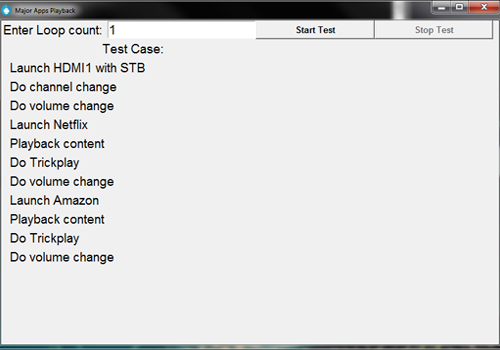 Major Apps Playback
Enter Loop count: 1 Start Test Stop Test
Test Case:
Launch HDMI1 with STB
Do channel change
Do volume change
Launch Netflix
Playback content
Do Trickplay
Do volume change
Launch Amazon
Playback content
Do Trickplay
Do volume change